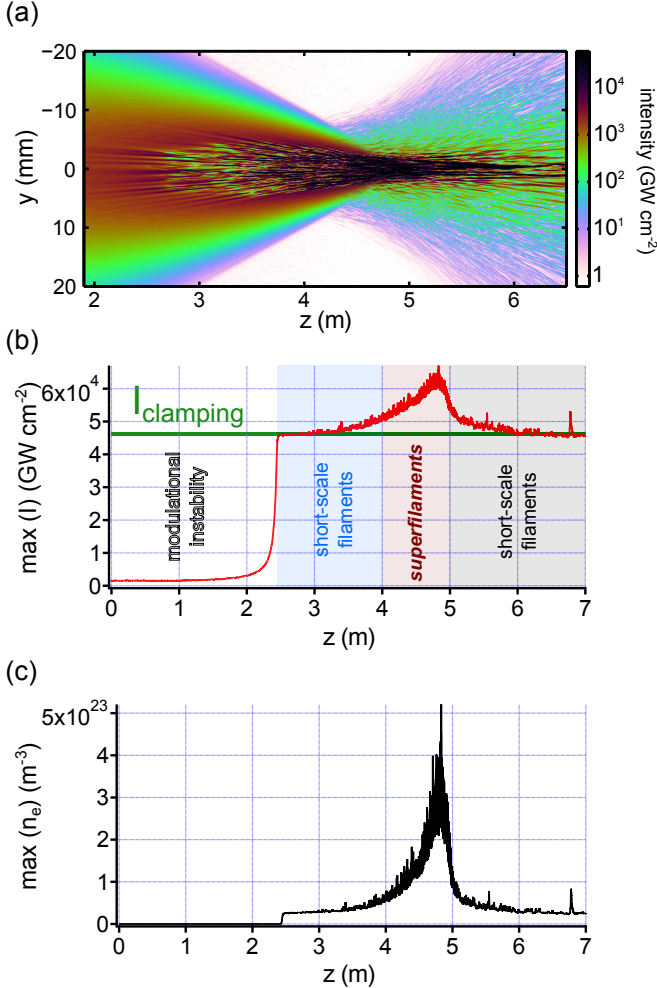 (a)
−20
−10
0
10
20
y (mm)
2
3
4
5
6
z (m)
10⁴
10³
10²
10¹
1
intensity (GW cm⁻²)
(b)
6x10⁴
5
4
3
2
1
0
max (I) (GW cm⁻²)
I_clamping
modulational
instability
short-scale
filaments
superfilaments
short-scale
filaments
0
1
2
3
4
5
6
7
z (m)
(c)
5x10²³
4
3
2
1
0
max (nₑ) (m⁻³)
0
1
2
3
4
5
6
7
z (m)